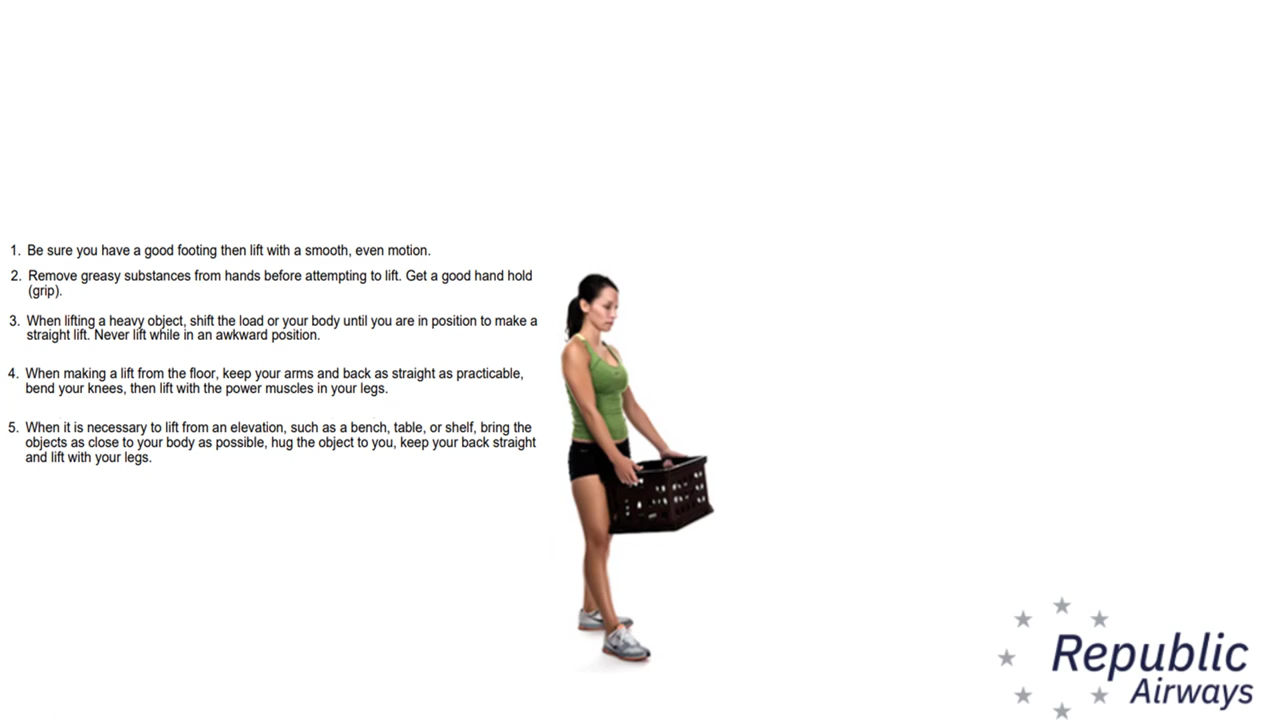 1. Be sure you have a good footing then lift with a smooth, even motion.
2. Remove greasy substances from hands before attempting to lift. Get a good hand hold
(grip).
3. When lifting a heavy object, shift the load or your body until you are in position to make a
straight lift. Never lift while in an awkward position.
4. When making a lift from the floor, keep your arms and back as straight as practicable,
bend your knees, then lift with the power muscles in your legs.
5. When it is necessary to lift from an elevation, such as a bench, table, or shelf, bring the
objects as close to your body as possible, hug the object to you, keep your back straight
and lift with your legs.
Republic
Airways